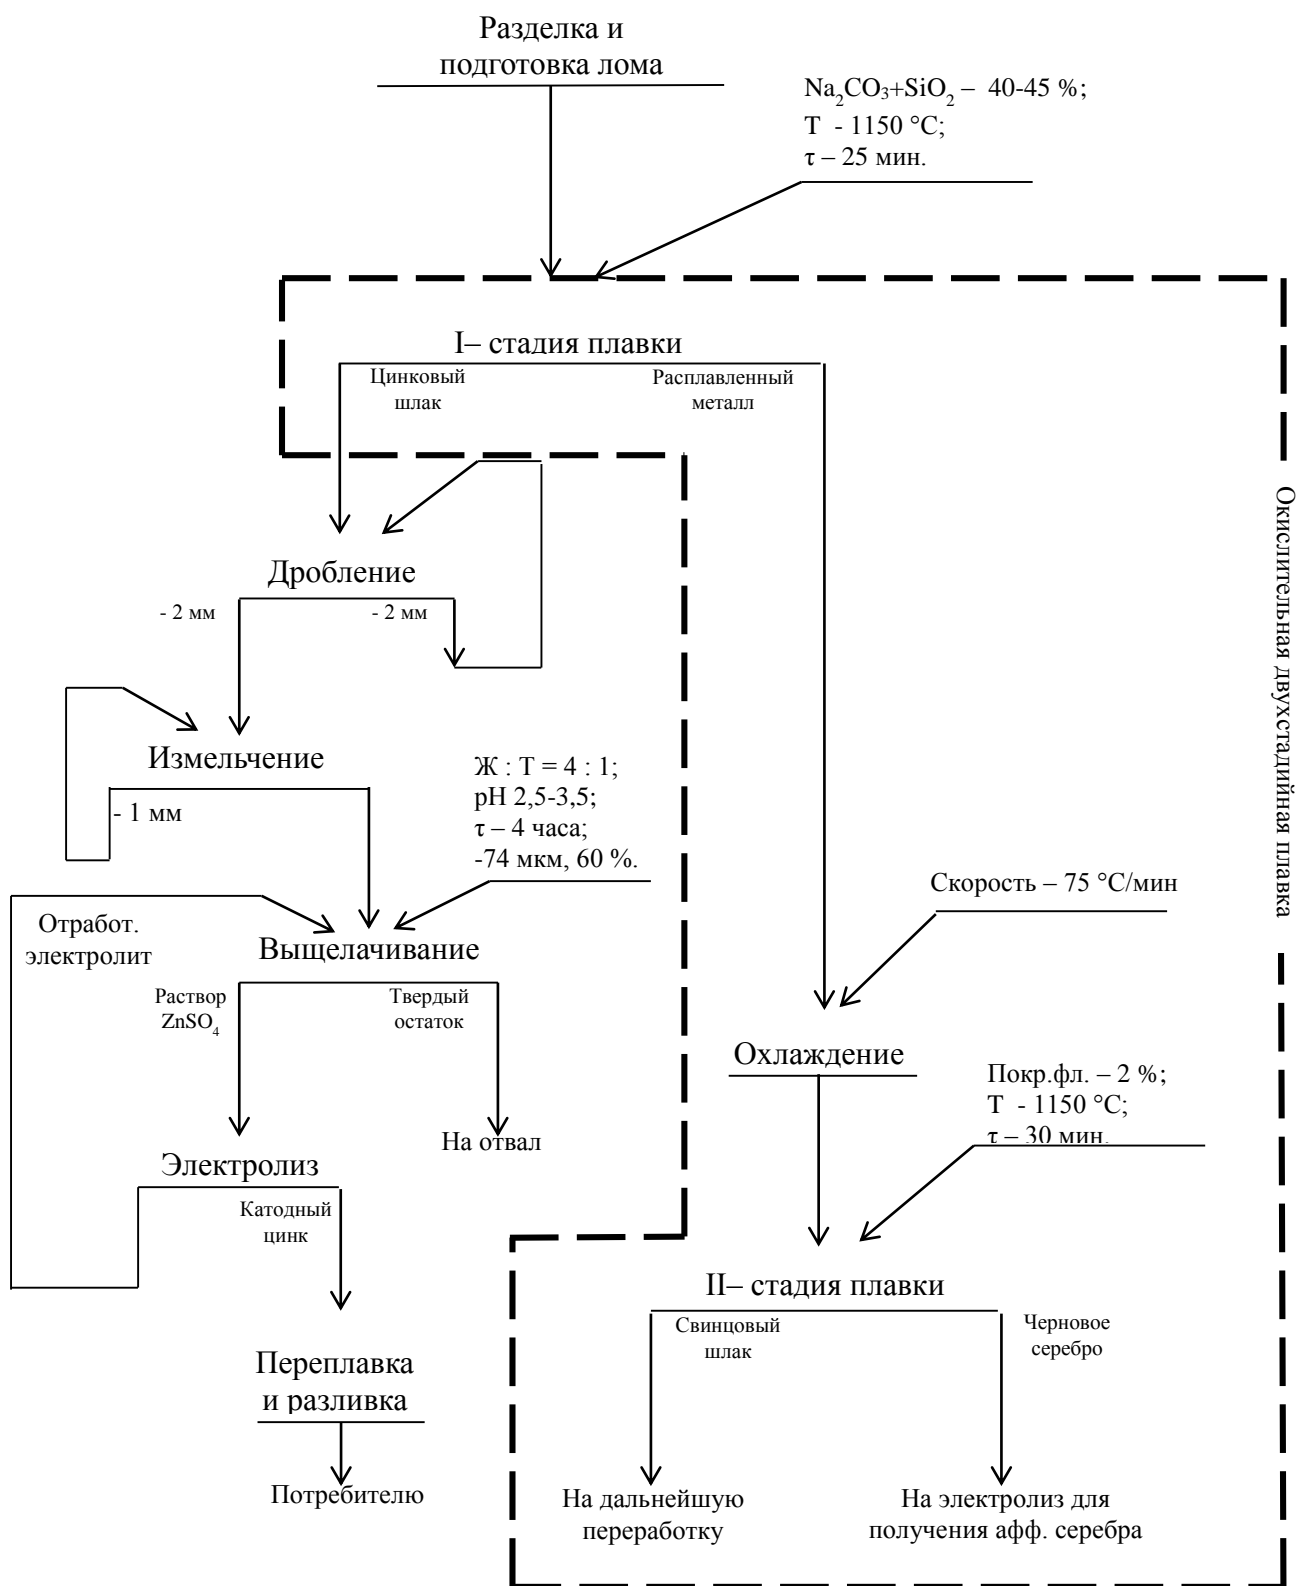 Разделка и
подготовка лома
Na₂CO₃+SiO₂ – 40-45 %;
T - 1150 °C;
τ – 25 мин.
I– стадия плавки
Цинковый
шлак
Расплавленный
металл
Окислительная двухстадийная плавка
Дробление
- 2 мм
- 2 мм
Измельчение
- 1 мм
Ж : Т = 4 : 1;
pH 2,5-3,5;
τ – 4 часа;
-74 мкм, 60 %.
Скорость – 75 °C/мин
Отработ.
электролит
Выщелачивание
Раствор
ZnSO₄
Твердый
остаток
Охлаждение
Покр.фл. – 2 %;
T - 1150 °C;
τ – 30 мин.
На отвал
Электролиз
Катодный
цинк
II– стадия плавки
Свинцовый
шлак
Черновое
серебро
Переплавка
и разливка
Потребителю
На дальнейшую
переработку
На электролиз для
получения афф. серебра